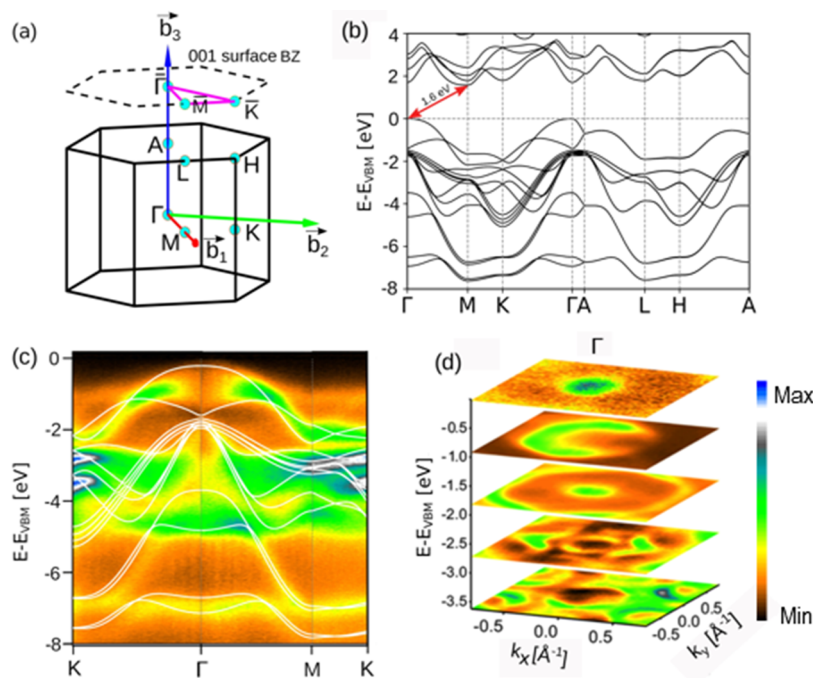 (a)
b3
001 surface BZ
Γ̄
M̄
K̄
A
L
H
Γ
M
K
b1
b2
(b)
E-EVBM [eV]
4
2
0
-2
-4
-6
-8
1.6 eV
Γ M K Γ A L H A
(c)
E-EVBM [eV]
0
-2
-4
-6
-8
K Γ M K
(d)
Γ
E-EVBM [eV]
-0.5
-1.0
-1.5
-2.0
-2.5
-3.0
-3.5
-0.5 0.0 0.5
kx [Å-1]
-0.5 0.0 0.5
ky [Å-1]
Max
Min